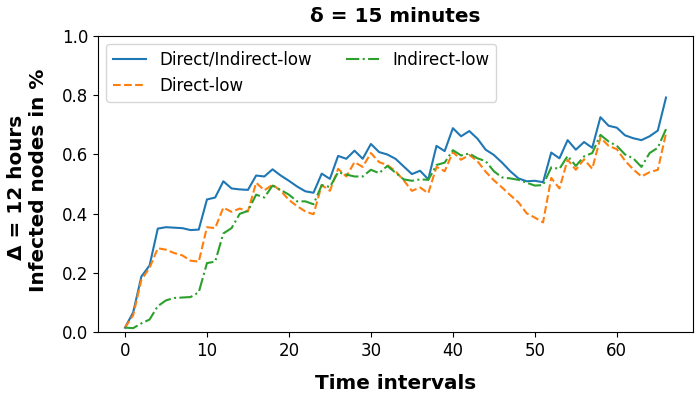 δ = 15 minutes
Δ = 12 hours
Infected nodes in %
1.0
0.8
0.6
0.4
0.2
0.0
Direct/Indirect-low
Direct-low
Indirect-low
0 10 20 30 40 50 60
Time intervals